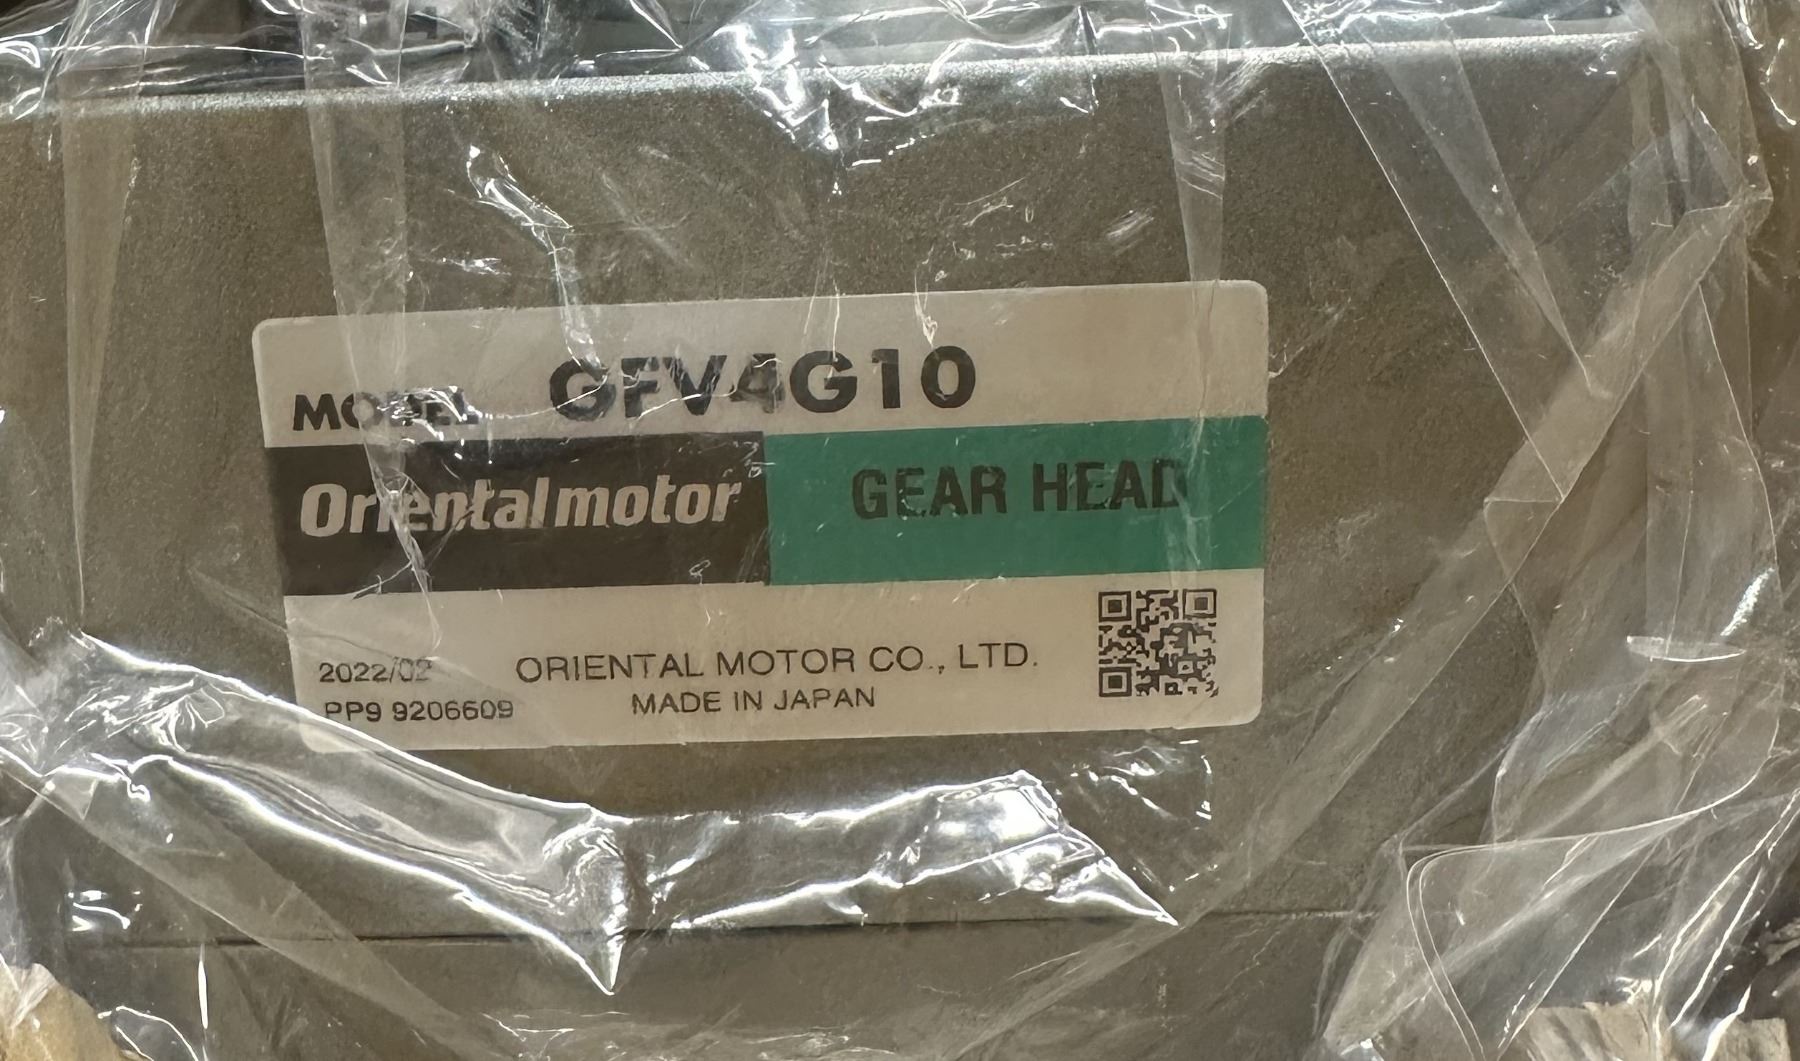 MODEL GFV4G10
Orientalmotor GEAR HEAD
2022/02 ORIENTAL MOTOR CO., LTD.
PP9 9206609 MADE IN JAPAN